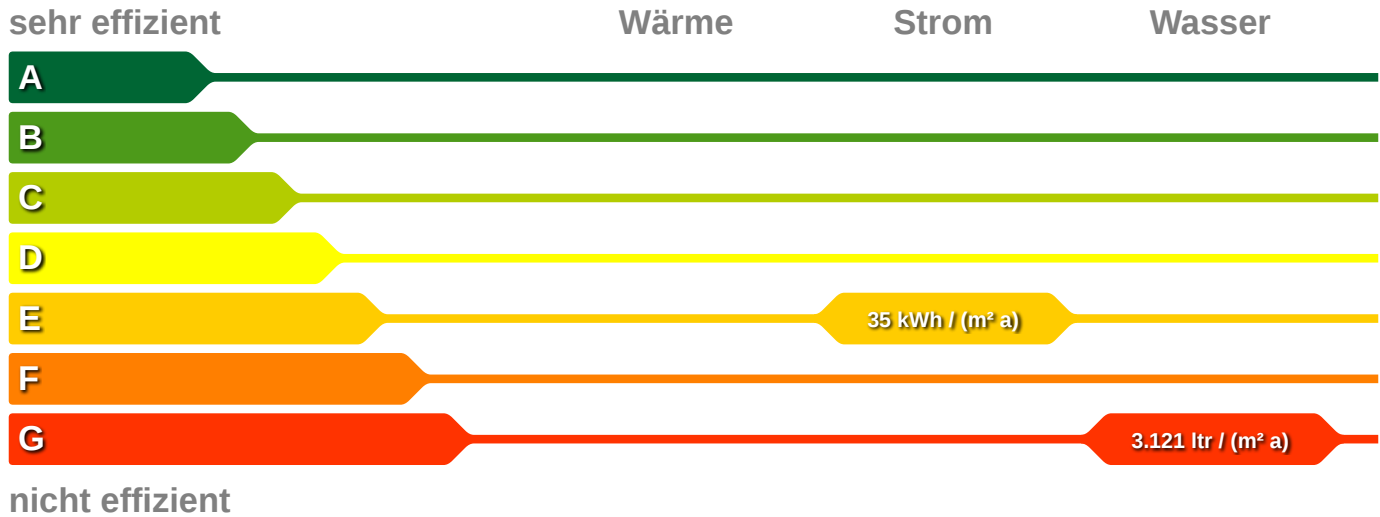 sehr effizient Wärme Strom Wasser
A
B
C
D
E 35 kWh / (m² a)
F
G 3.121 ltr / (m² a)
nicht effizient